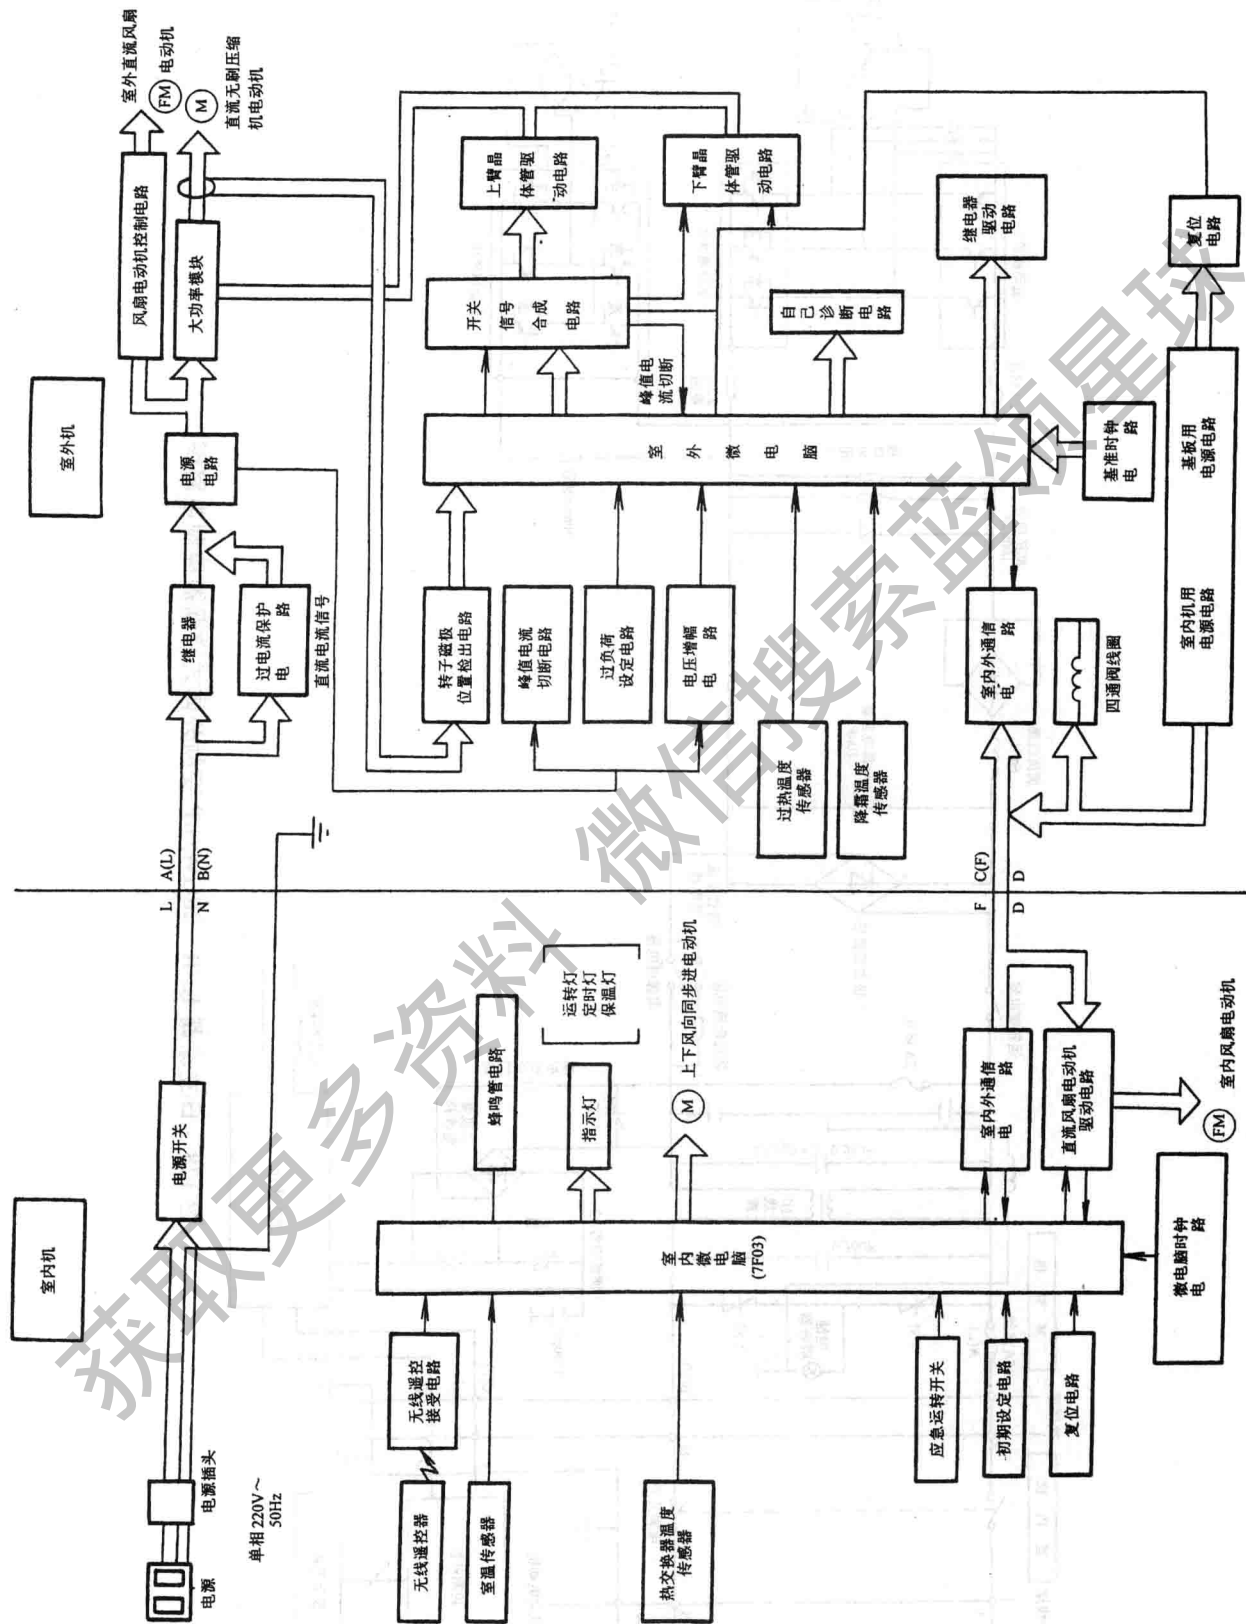 室内机
电源
电源插头
单相 220V～
50Hz
电源开关
L
N
A(L)
B(N)
室外机
继电器
过电流保护
电　　路
直流电流信号
电源
电路
风扇电动机控制电路
大功率模块
室外直流风扇
FM
电动机
M
直流无刷压缩
机电动机
无线遥控器
无线遥控
接受电路
室温传感器
热交换器温度
传感器
应急运转开关
初期设定电路
复位电路
室内
微电脑
(7F03)
微电脑时钟
电　　路
蜂鸣管电路
指示灯
运转灯
定时灯
保温灯
M
上下风向同步进电动机
室内外通信
电　　路
直流风扇电动机
驱动电路
FM
室内风扇电动机
F
D
C(F)
D
转子磁极
位置检出电路
峰值电流
切断电路
过负荷
设定电路
电压增幅
电　　路
过热温度
传感器
降霜温度
传感器
室内外通信
电　　路
四通阀线圈
室内机用
电源电路
基板用
电源电路
室外微电脑
基准时钟
电　　路
开关
信号
合成
电路
峰值电
流切断
上臂晶
体管驱
动电路
下臂晶
体管驱
动电路
自己诊断电路
继电器
驱动
电路
复位
电路
获取更多资料 微信搜索蓝领星球